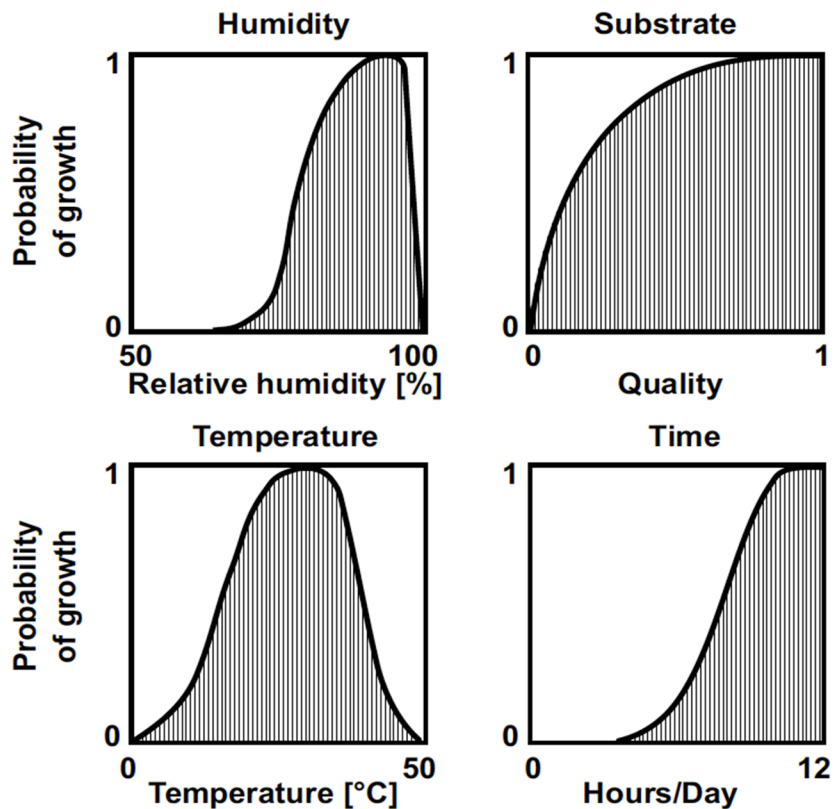 Humidity
Substrate
1
1
Probability
of growth
0
0
50
100
0
1
Relative humidity [%]
Quality
Temperature
Time
1
1
Probability
of growth
0
0
0
50
0
12
Temperature [°C]
Hours/Day